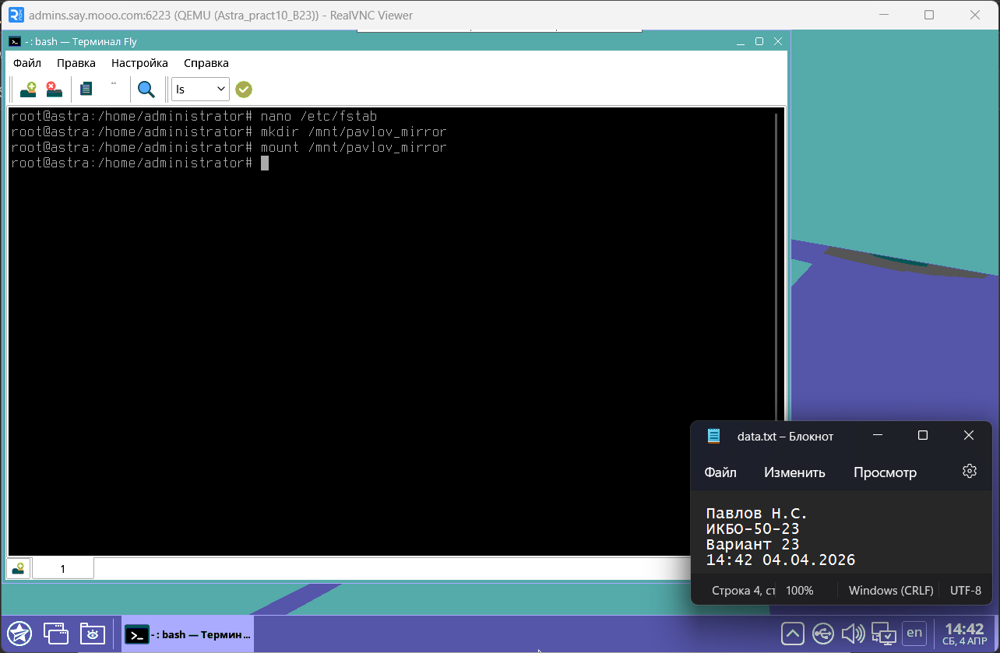 admins.say.mooo.com:6223 (QEMU (Astra_pract10_B23)) - RealVNC Viewer
- : bash — Терминал Fly
Файл Правка Настройка Справка
ls
root@astra:/home/administrator# nano /etc/fstab
root@astra:/home/administrator# mkdir /mnt/pavlov_mirror
root@astra:/home/administrator# mount /mnt/pavlov_mirror
root@astra:/home/administrator#
data.txt – Блокнот
Файл Изменить Просмотр
Павлов Н.С.
ИКБО-50-23
Вариант 23
14:42 04.04.2026
Строка 4, ст 100% Windows (CRLF) UTF-8
1
- : bash — Термин...
en
14:42
СБ, 4 АПР